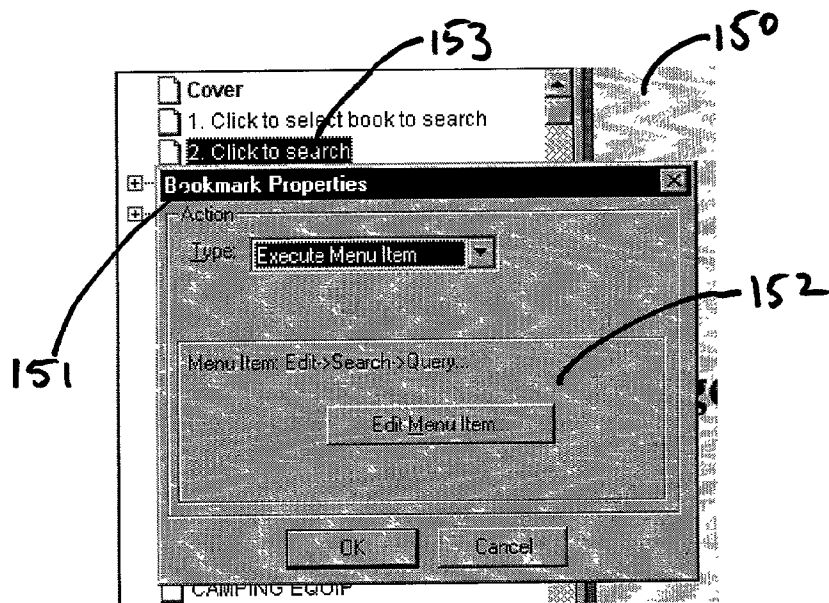 153
150
Cover
1. Click to select book to search
2. Click to search
Bookmark Properties
Action
Type: Execute Menu Item
152
151
Menu Item: Edit->Search->Query...
Edit Menu Item
OK Cancel
CAMPING EQUIP